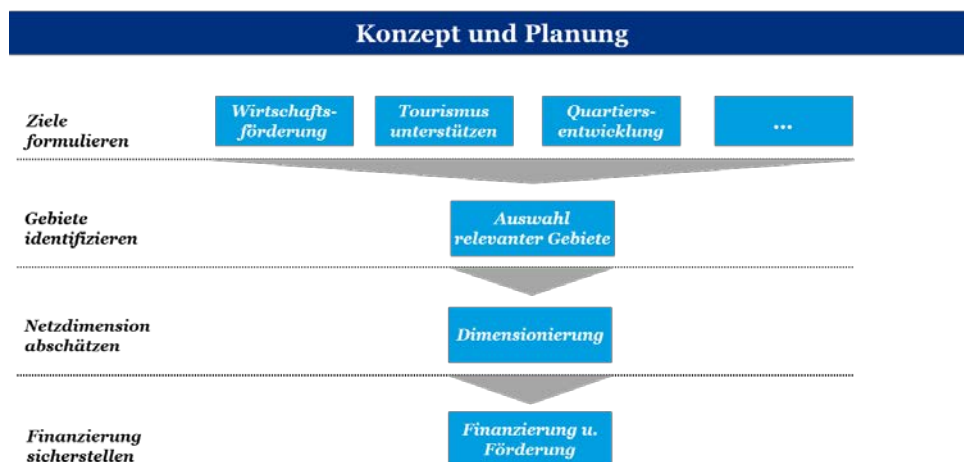 Konzept und Planung
Ziele
formulieren
Wirtschafts-
förderung
Tourismus
unterstützen
Quartiers-
entwicklung
...
Gebiete
identifizieren
Auswahl
relevanter Gebiete
Netzdimension
abschätzen
Dimensionierung
Finanzierung
sicherstellen
Finanzierung u.
Förderung